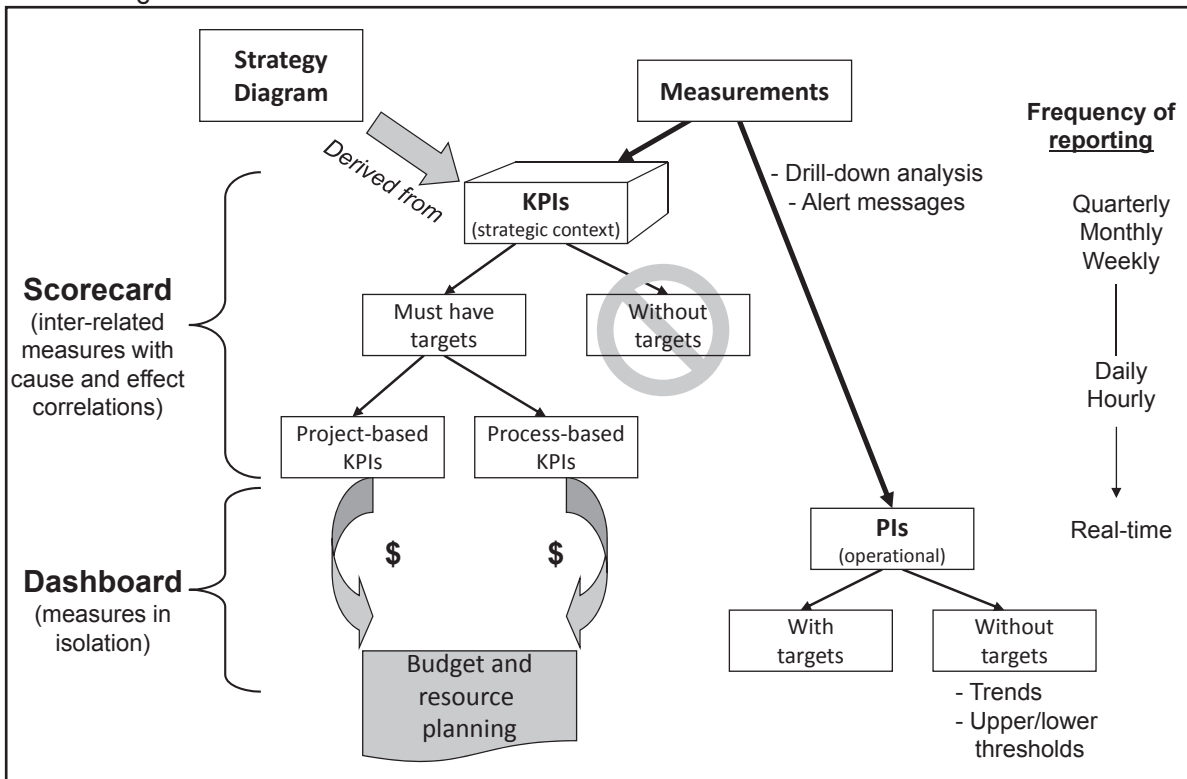 Strategy
Diagram
Measurements
Frequency of
reporting
Derived from
- Drill-down analysis
- Alert messages
KPIs
(strategic context)
Quarterly
Monthly
Weekly
Scorecard
(inter-related
measures with
cause and effect
correlations)
Must have
targets
Without
targets
Daily
Hourly
Project-based
KPIs
Process-based
KPIs
Real-time
Dashboard
(measures in
isolation)
$
$
PIs
(operational)
With
targets
Without
targets
Budget and
resource
planning
- Trends
- Upper/lower
thresholds